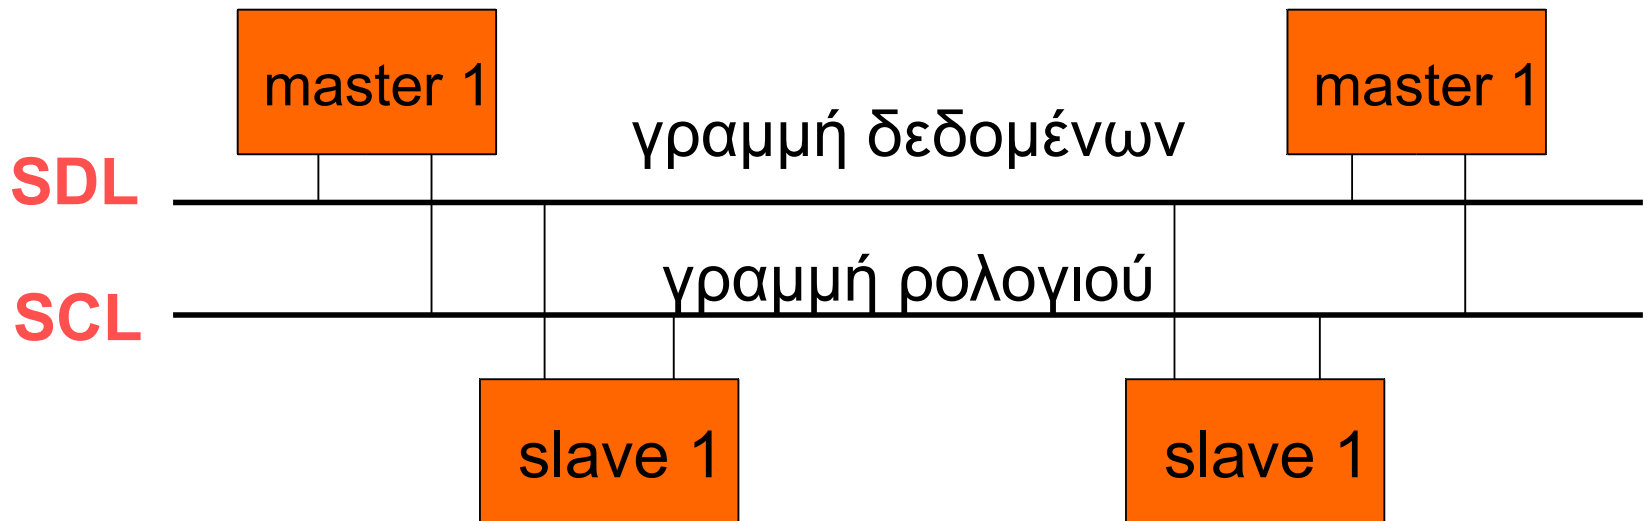 master 1
master 1
γραμμή δεδομένων
SDL
γραμμή ρολογιού
SCL
slave 1
slave 1